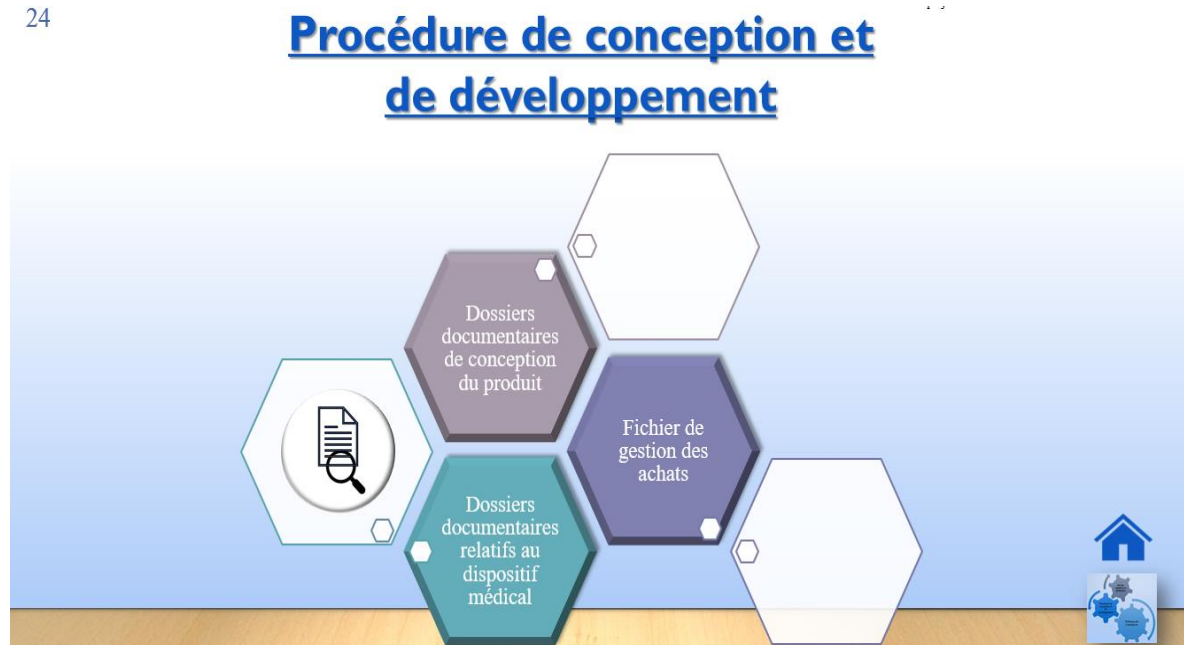 24
Procédure de conception et
de développement
Dossiers
documentaires
de conception
du produit
Fichier de
gestion des
achats
Dossiers
documentaires
relatifs au
dispositif
médical